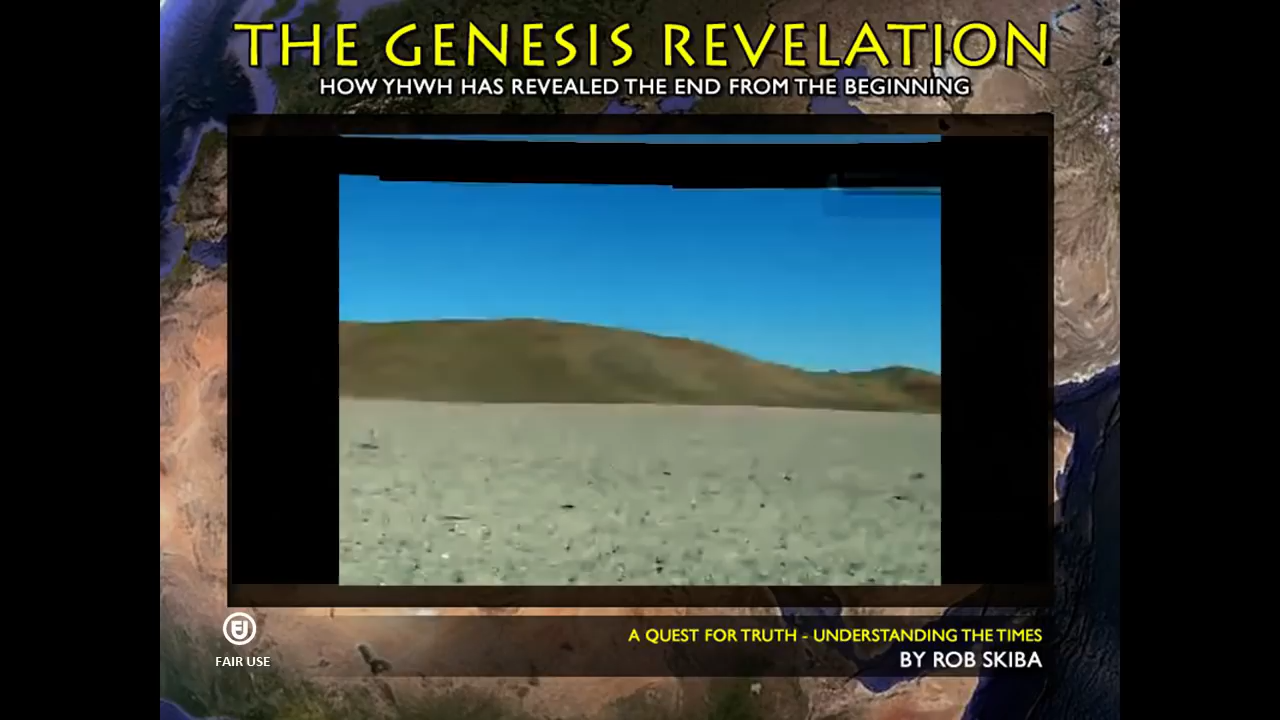 THE GENESIS REVELATION
HOW YHWH HAS REVEALED THE END FROM THE BEGINNING
A QUEST FOR TRUTH - UNDERSTANDING THE TIMES
BY ROB SKIBA
FAIR USE